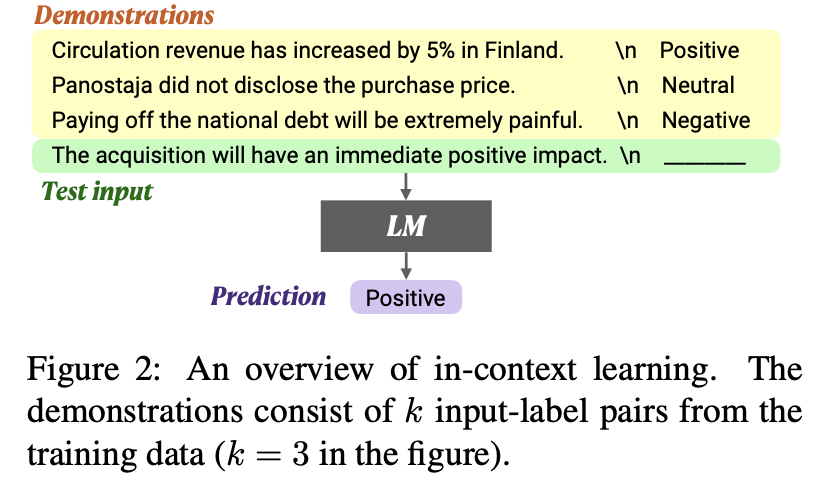 Demonstrations
Circulation revenue has increased by 5% in Finland. \n Positive
Panostaja did not disclose the purchase price. \n Neutral
Paying off the national debt will be extremely painful. \n Negative
The acquisition will have an immediate positive impact. \n ______
Test input
LM
Prediction Positive
Figure 2: An overview of in-context learning. The
demonstrations consist of k input-label pairs from the
training data (k = 3 in the figure).